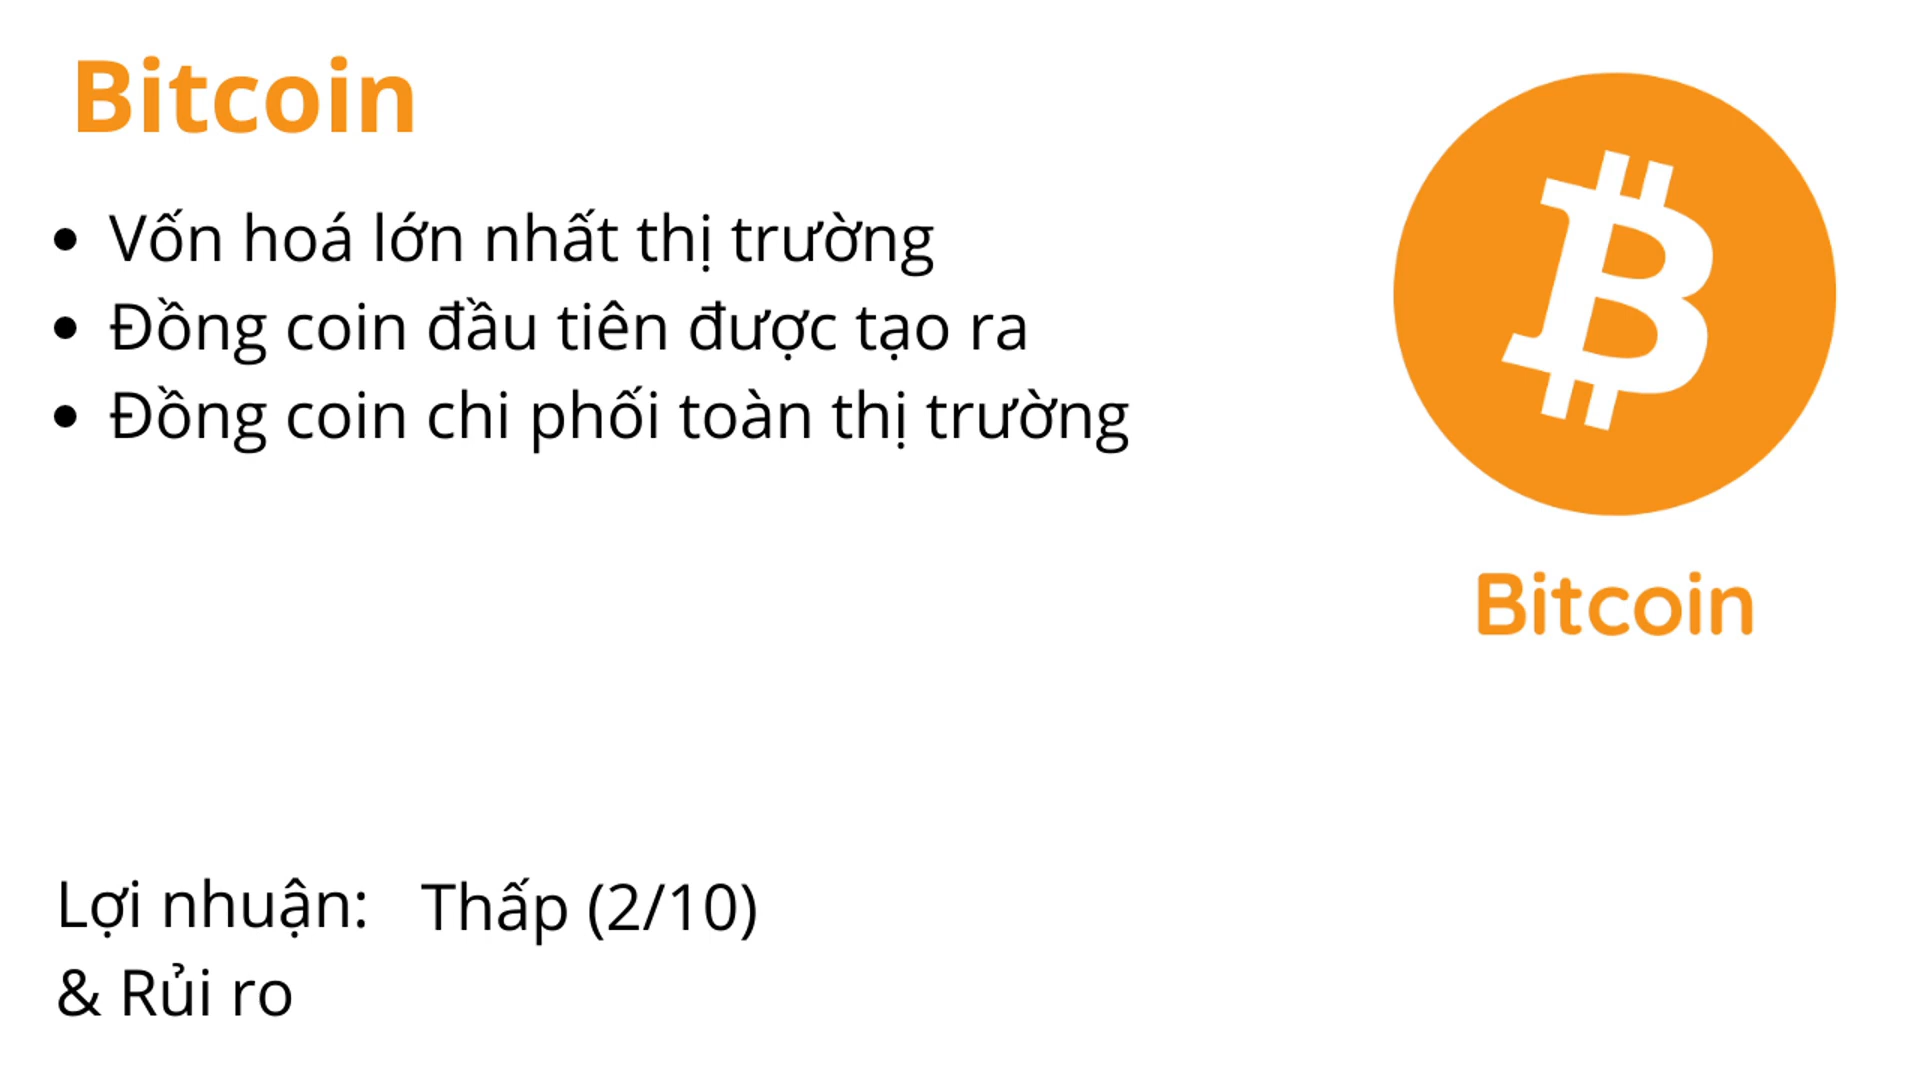 Bitcoin
• Vốn hoá lớn nhất thị trường
• Đồng coin đầu tiên được tạo ra
• Đồng coin chi phối toàn thị trường
Bitcoin
Lợi nhuận: Thấp (2/10)
& Rủi ro